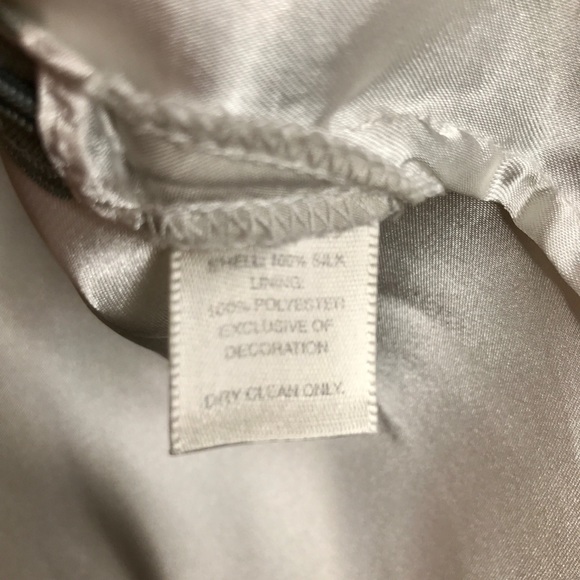 SHELL: 100% SILK
LINING:
100% POLYESTER
EXCLUSIVE OF
DECORATION
DRY CLEAN ONLY.